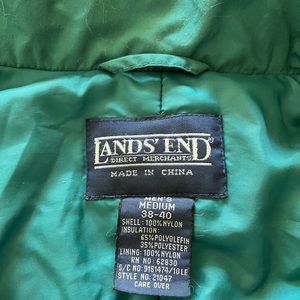 LANDS' END
DIRECT MERCHANTS
MADE IN CHINA
MEN'S
MEDIUM
38-40
SHELL: 100% NYLON
INSULATION:
65% POLYOLEFIN
35% POLYESTER
LINING: 100% NYLON
RN NO: 62830
S/C NO: 9161474/10LE
STYLE NO: 21047
CARE OVER